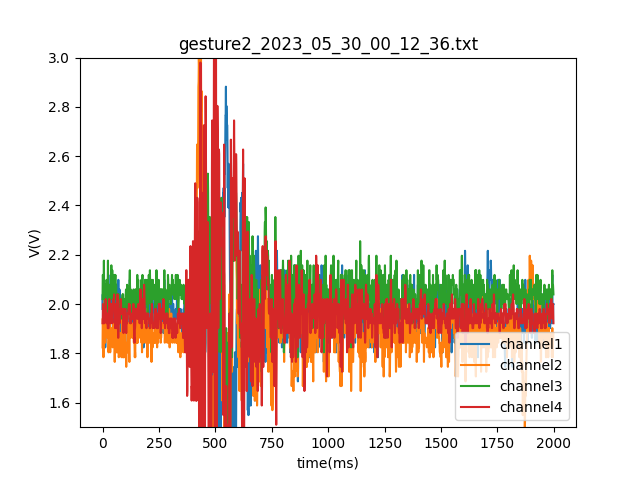 gesture2_2023_05_30_00_12_36.txt
3.0
2.8
2.6
2.4
2.2
2.0
1.8
1.6
V(V)
channel1
channel2
channel3
channel4
0 250 500 750 1000 1250 1500 1750 2000
time(ms)